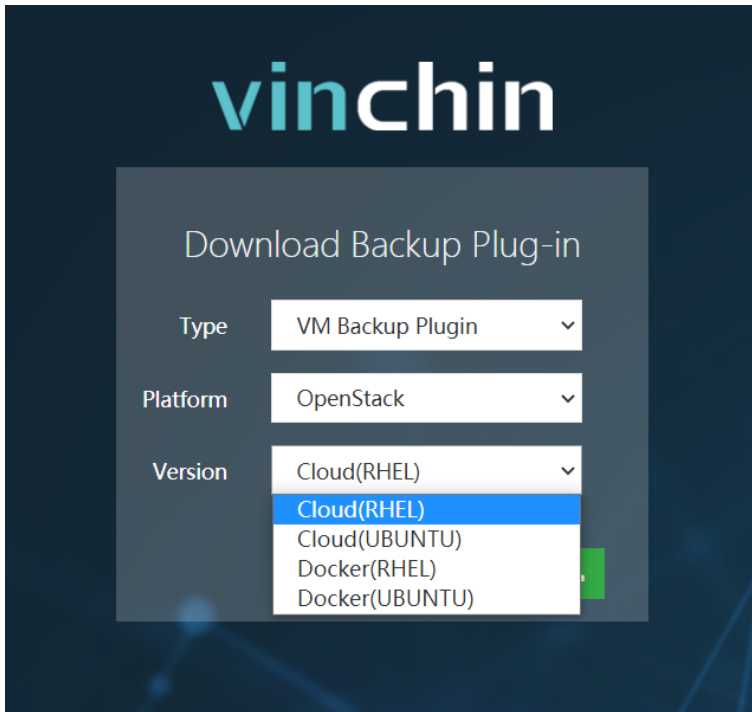 vinchin
Download Backup Plug-in
Type VM Backup Plugin
Platform OpenStack
Version Cloud(RHEL)
Cloud(RHEL)
Cloud(UBUNTU)
Docker(RHEL)
Docker(UBUNTU)